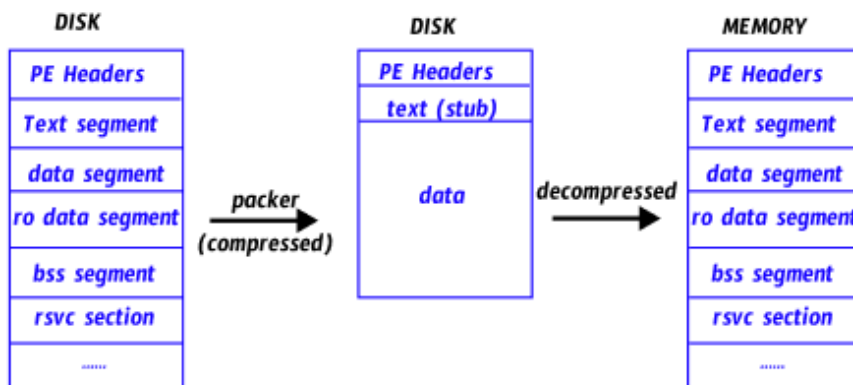 DISK
PE Headers
Text segment
data segment
ro data segment
bss segment
rsvc section
......
packer
(compressed)
DISK
PE Headers
text (stub)
data
decompressed
MEMORY
PE Headers
Text segment
data segment
ro data segment
bss segment
rsvc section
......